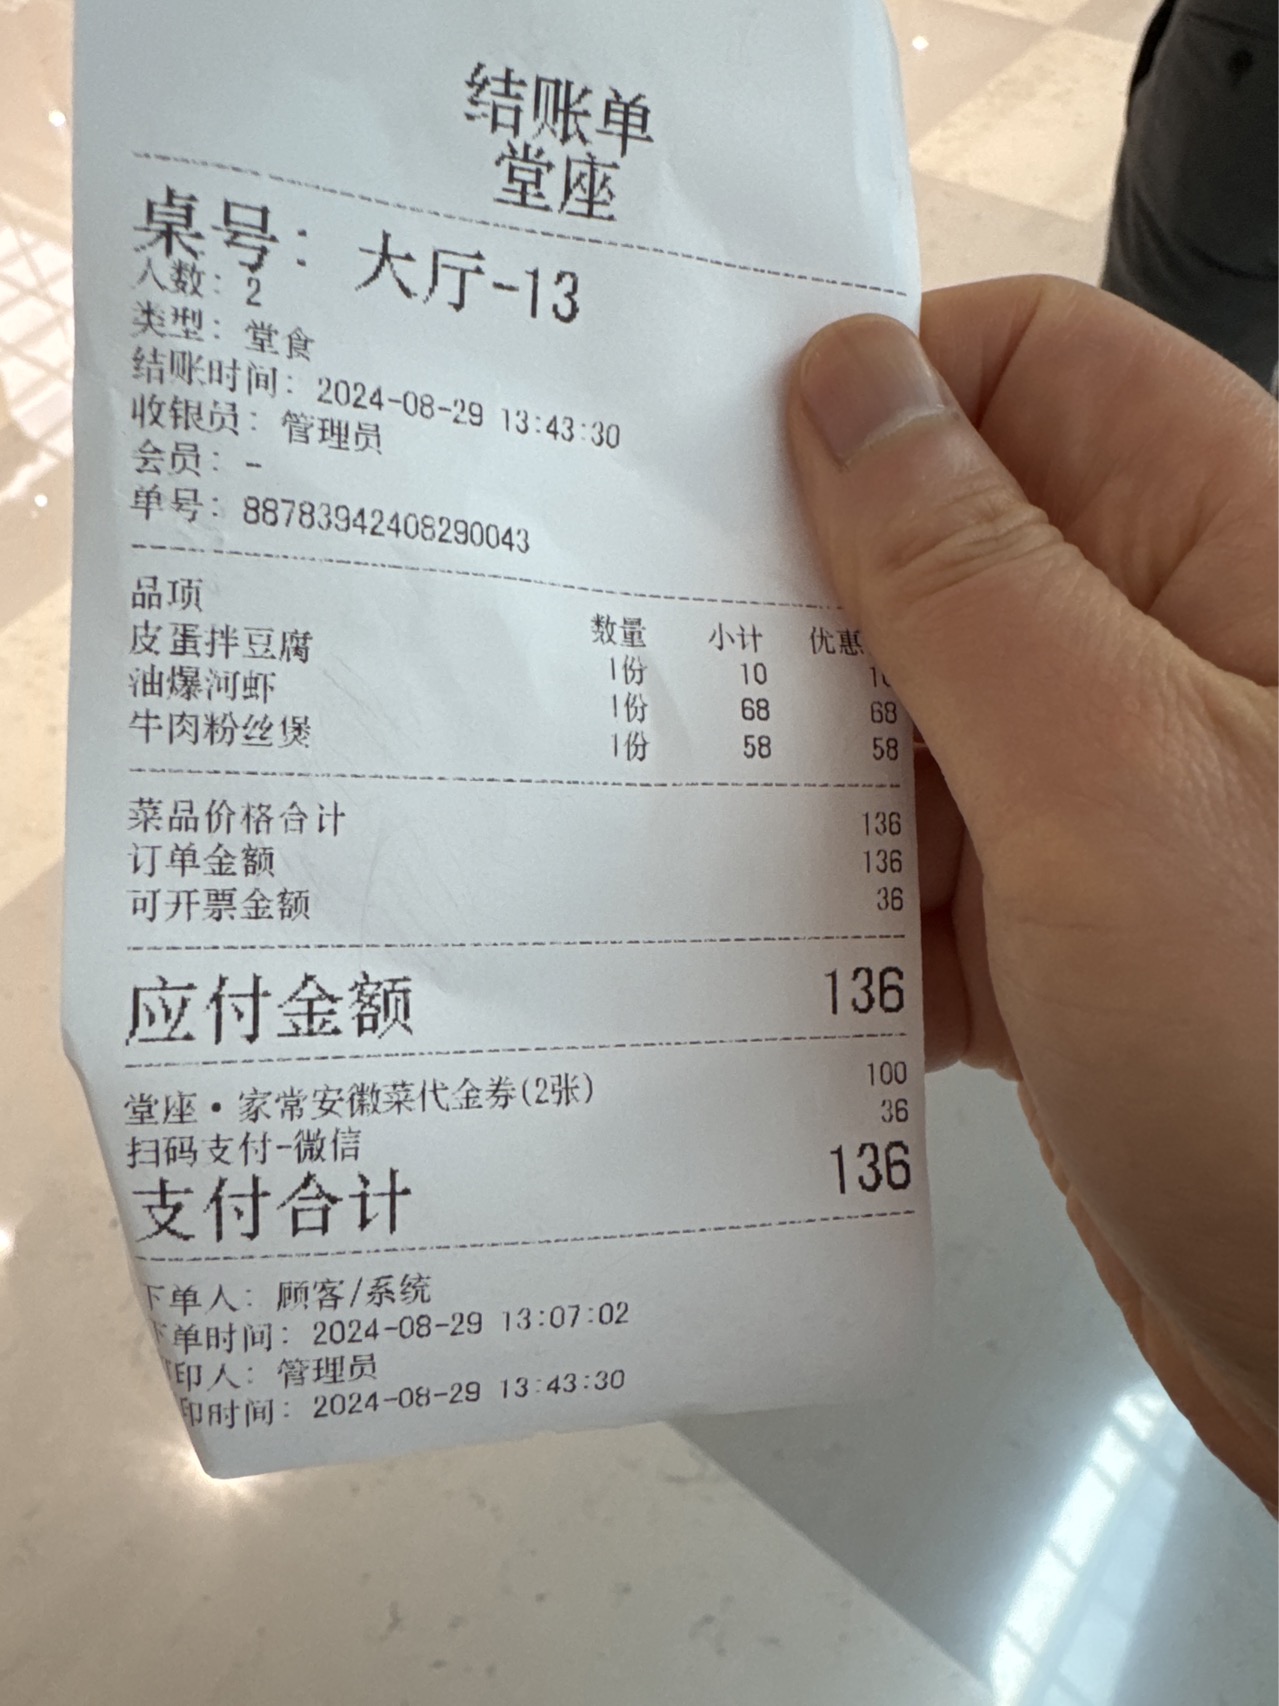 结账单
堂座
桌号：大厅-13
人数：2
类型：堂食
结账时间：2024-08-29 13:43:30
收银员：管理员
会员：-
单号：88783942408290043
品项 数量 小计 优惠
皮蛋拌豆腐 1份 10
油爆河虾 1份 68 68
牛肉粉丝煲 1份 58 58
菜品价格合计 136
订单金额 136
可开票金额 36
应付金额 136
堂座·家常安徽菜代金券(2张) 100
扫码支付-微信 36
支付合计 136
下单人：顾客/系统
下单时间：2024-08-29 13:07:02
印人：管理员
印时间：2024-08-29 13:43:30